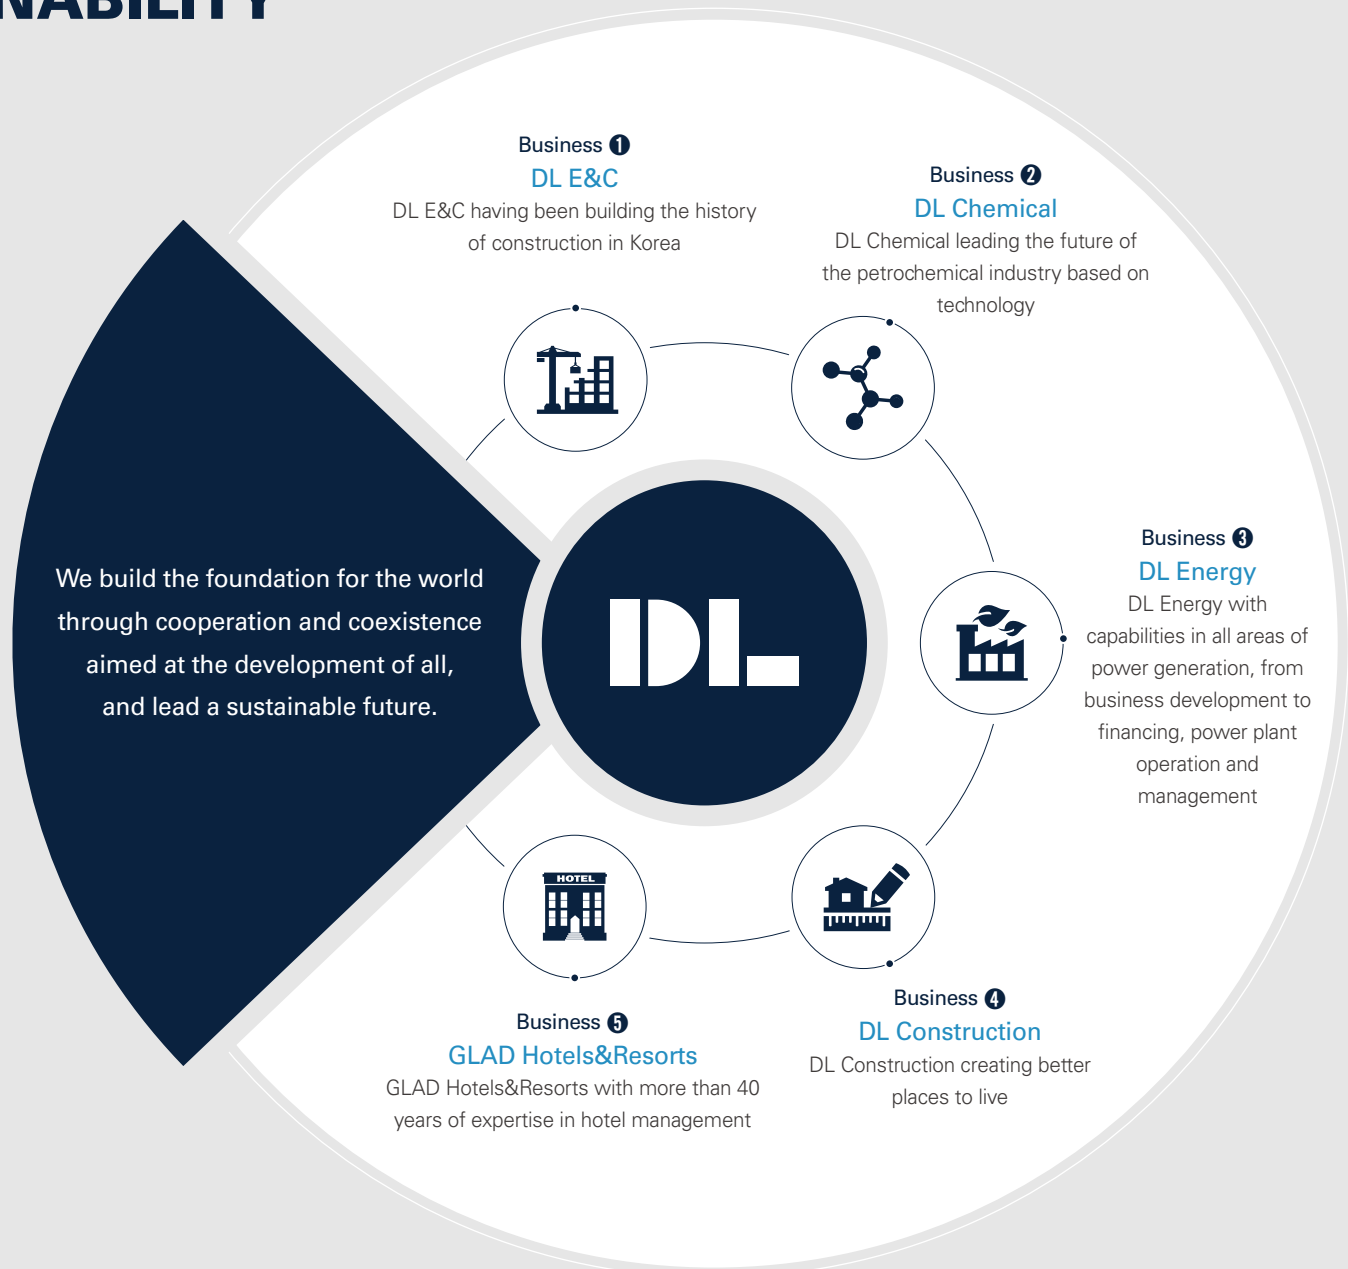 NABILITY
Business ❶
DL E&C
DL E&C having been building the history
of construction in Korea
Business ❷
DL Chemical
DL Chemical leading the future of
the petrochemical industry based on
technology
Business ❸
DL Energy
DL Energy with
capabilities in all areas of
power generation, from
business development to
financing, power plant
operation and
management
We build the foundation for the world
through cooperation and coexistence
aimed at the development of all,
and lead a sustainable future.
DL
HOTEL
Business ❹
DL Construction
DL Construction creating better
places to live
Business ❺
GLAD Hotels&Resorts
GLAD Hotels&Resorts with more than 40
years of expertise in hotel management